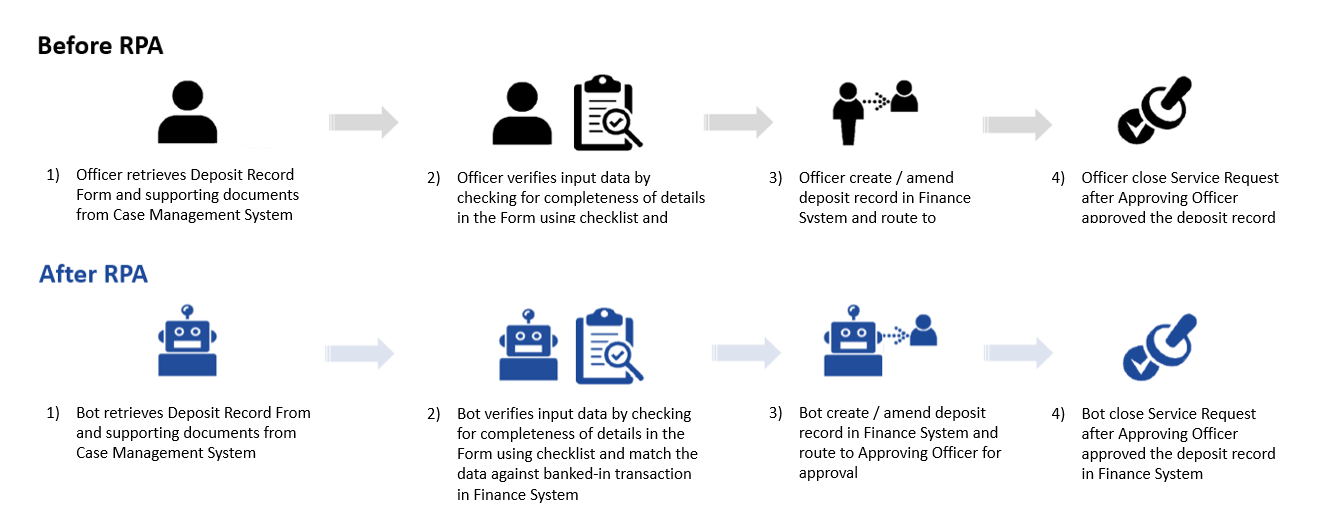 Before RPA
1) Officer retrieves Deposit Record
Form and supporting documents
from Case Management System
2) Officer verifies input data by
checking for completeness of details
in the Form using checklist and
3) Officer create / amend
deposit record in Finance
System and route to
4) Officer close Service Request
after Approving Officer
approved the deposit record
After RPA
1) Bot retrieves Deposit Record From
and supporting documents from
Case Management System
2) Bot verifies input data by checking
for completeness of details in the
Form using checklist and match the
data against banked-in transaction
in Finance System
3) Bot create / amend deposit
record in Finance System and
route to Approving Officer for
approval
4) Bot close Service Request
after Approving Officer
approved the deposit record
in Finance System